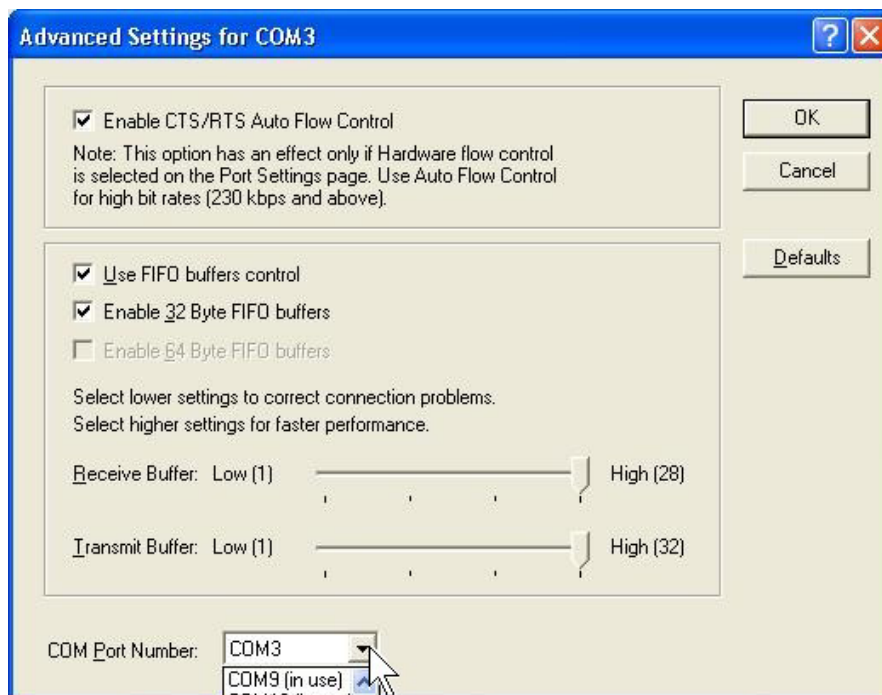 Advanced Settings for COM3
Enable CTS/RTS Auto Flow Control
Note: This option has an effect only if Hardware flow control
is selected on the Port Settings page. Use Auto Flow Control
for high bit rates (230 kbps and above).
OK
Cancel
Defaults
Use FIFO buffers control
Enable 32 Byte FIFO buffers
Enable 64 Byte FIFO buffers
Select lower settings to correct connection problems.
Select higher settings for faster performance.
Receive Buffer: Low (1) High (28)
Transmit Buffer: Low (1) High (32)
COM Port Number: COM3
COM9 (in use)